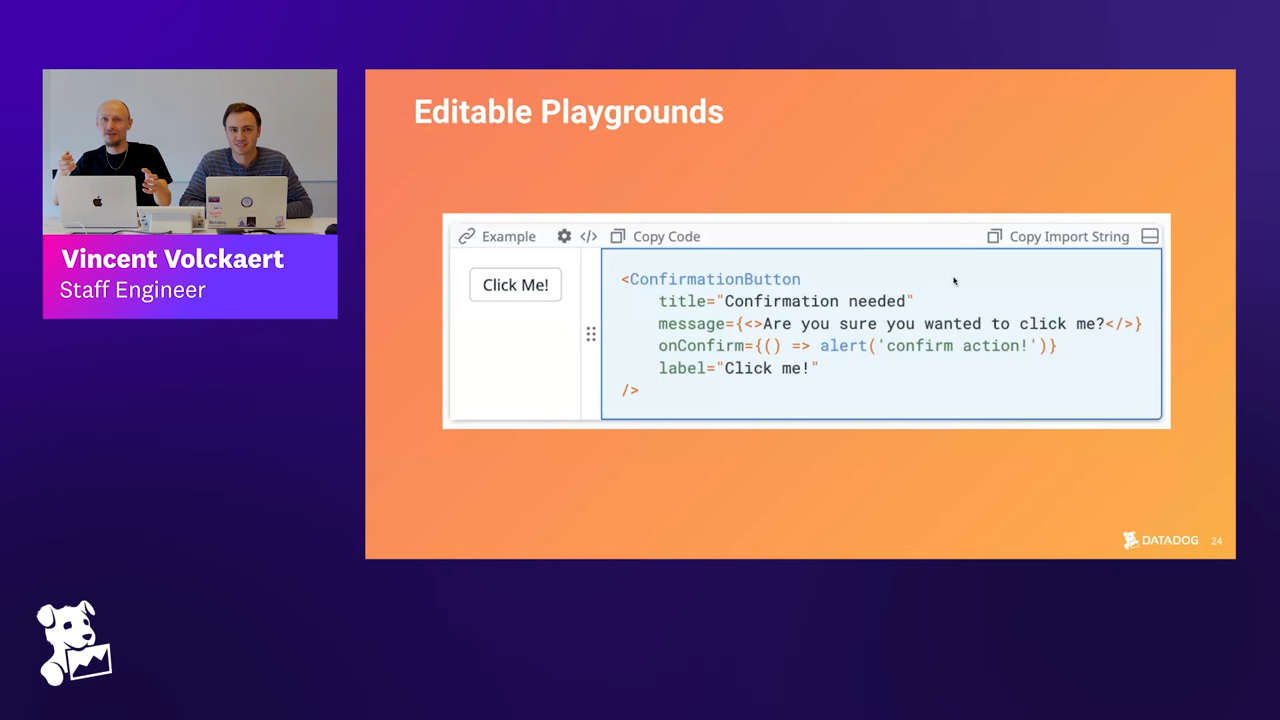 Vincent Volckaert
Staff Engineer
Editable Playgrounds
Example </> Copy Code Copy Import String
Click Me!
<ConfirmationButton
title="Confirmation needed"
message={<>Are you sure you wanted to click me?</>}
onConfirm={() => alert('confirm action!')}
label="Click me!"
/>
DATADOG 24